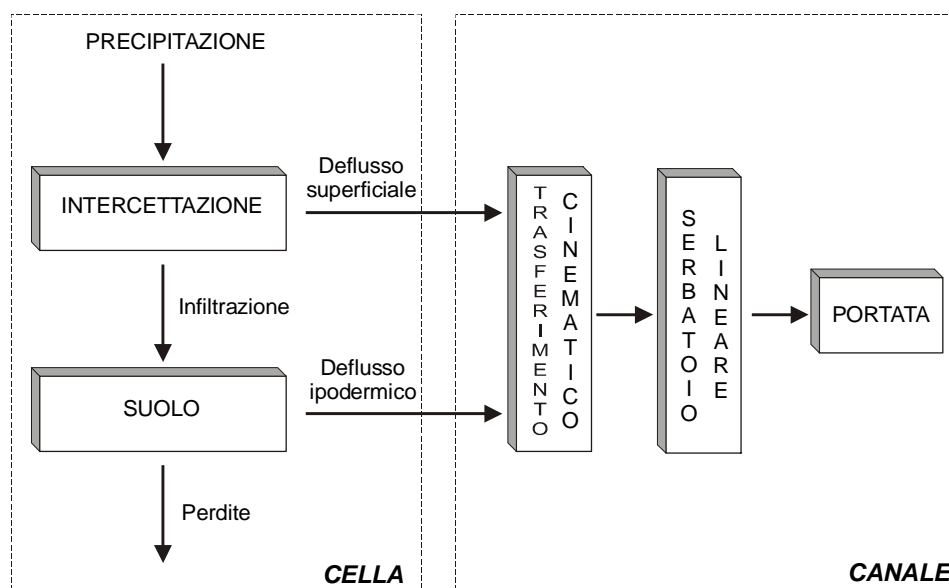 PRECIPITAZIONE
INTERCETTAZIONE
Deflusso
superficiale
Infiltrazione
SUOLO
Deflusso
ipodermico
Perdite
CELLA
TRASFERIMENTO
CINEMATICO
SERBATOIO
LINEARE
PORTATA
CANALE